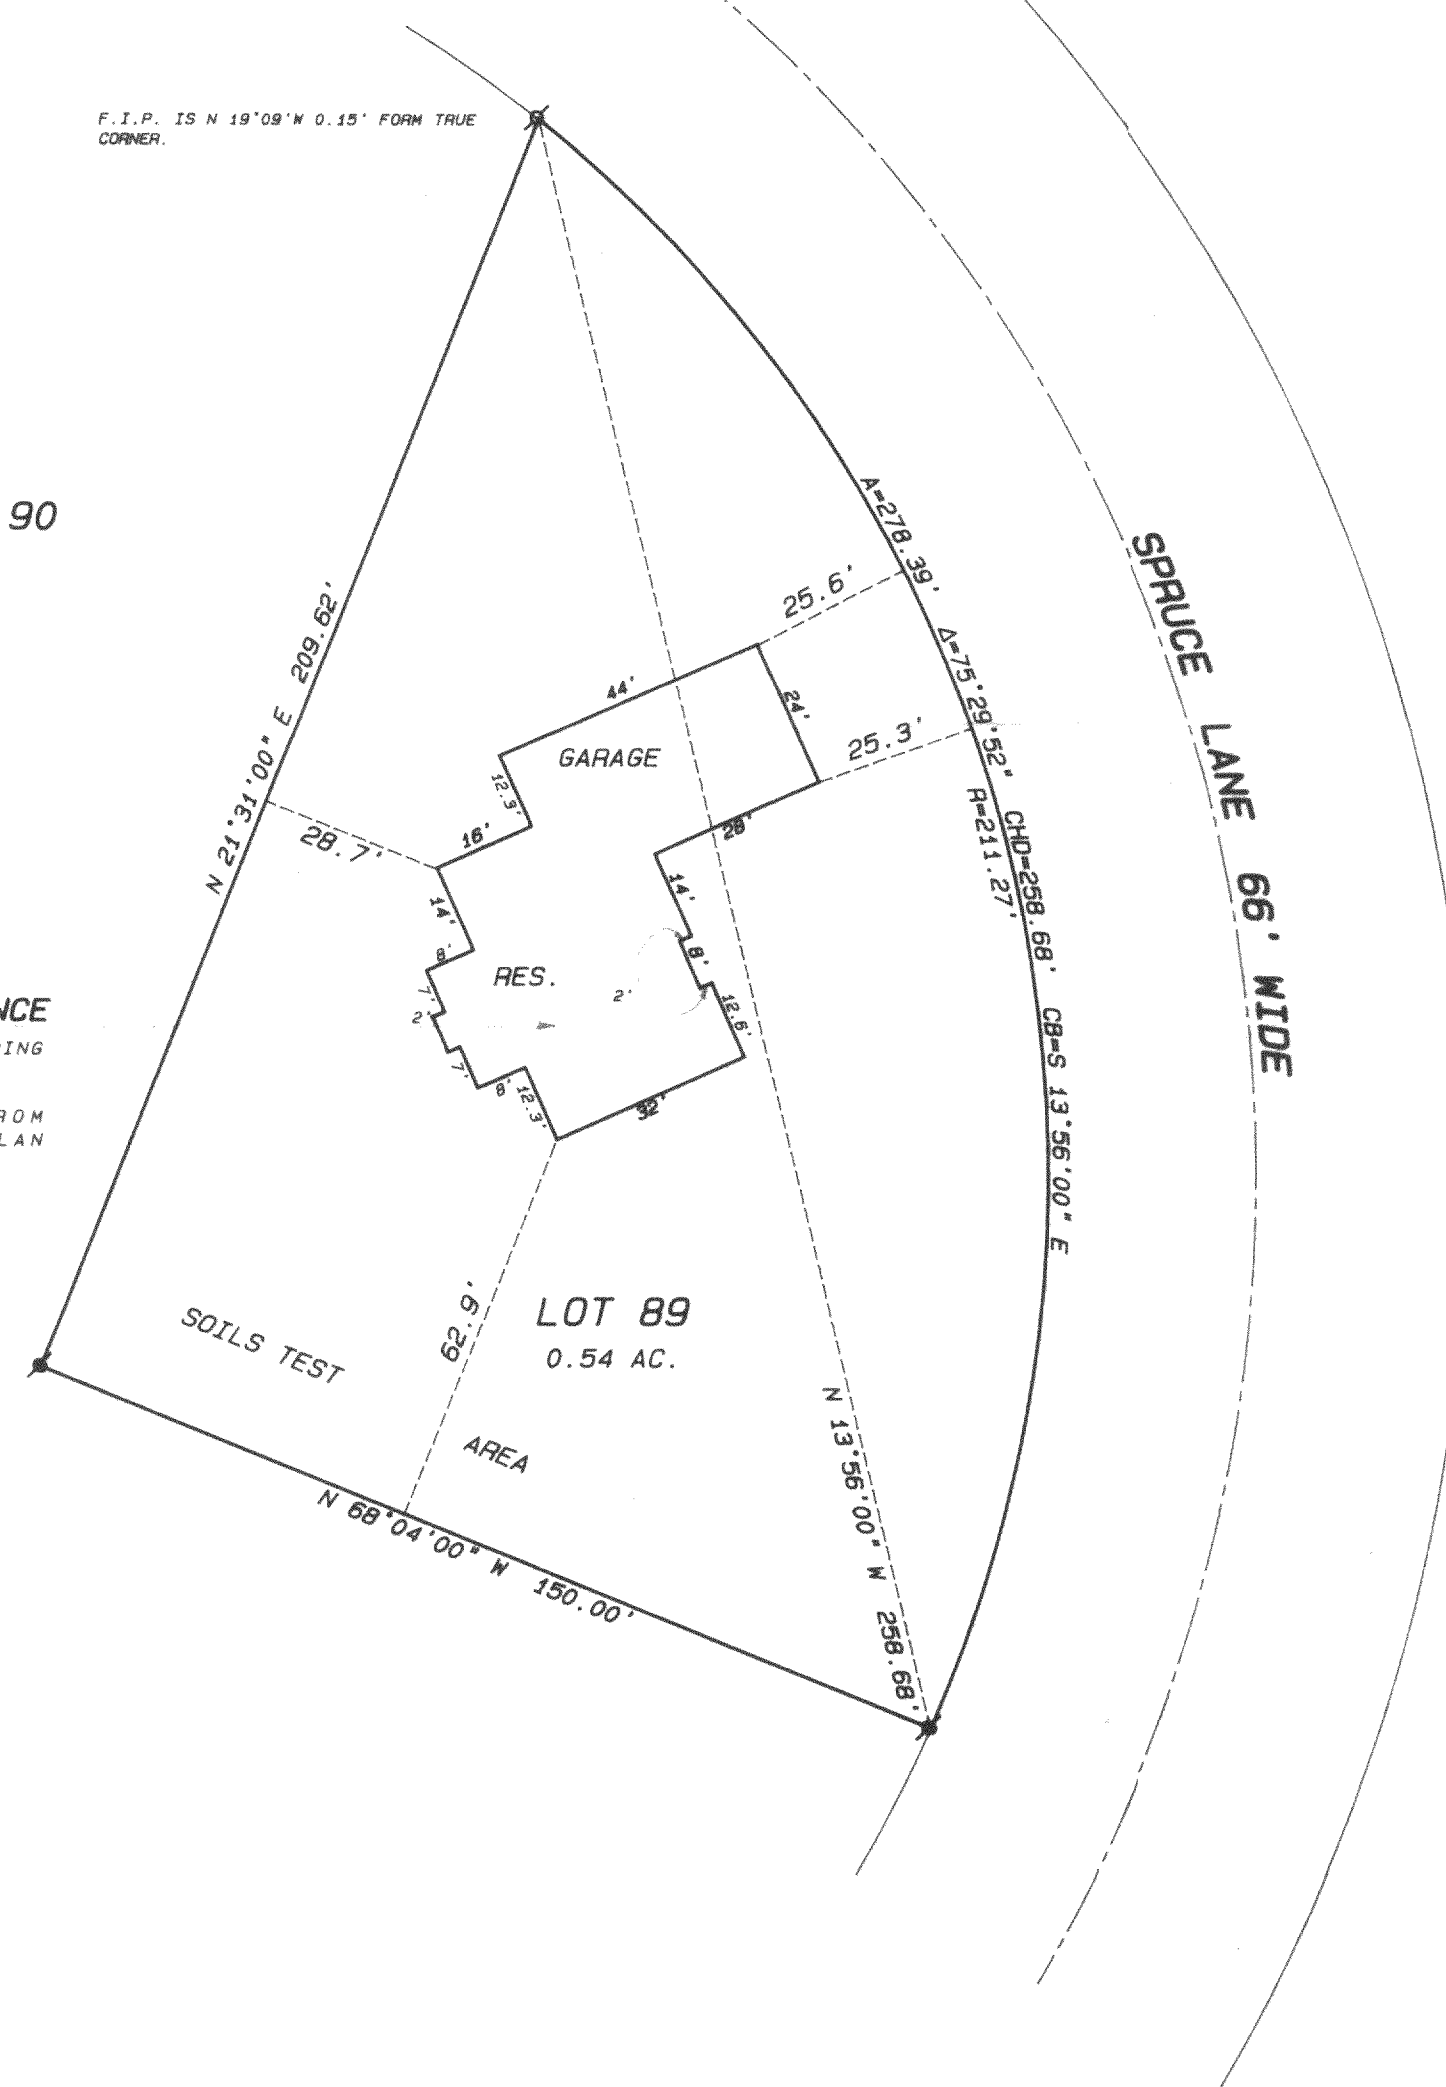 F.I.P. IS N 19°09'W 0.15' FORM TRUE
CORNER.
90
N 21°31'00" E 209.62'
A=278.39' Δ=75°29'52" CHD=258.68' CB=S 13°56'00" E
R=211.27'
SPRUCE LANE 66' WIDE
25.6'
44'
24'
25.3'
GARAGE
12.3'
16'
28'
28.7'
14'
14'
8'
8'
RES.
7'
2'
2'
12.6'
7'
8'
12.3'
32'
NCE
ING
ROM
LAN
62.9'
LOT 89
0.54 AC.
SOILS TEST
AREA
N 68°04'00" W 150.00'
N 13°56'00" W 258.68'